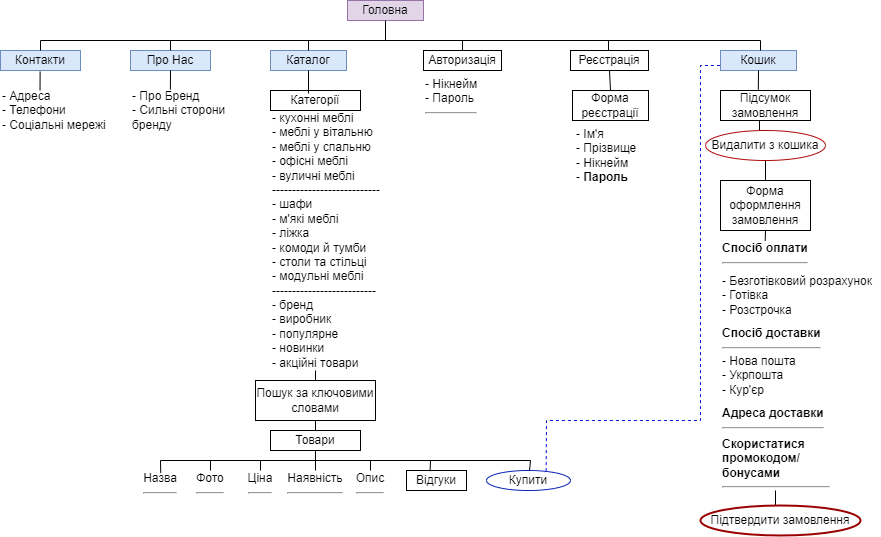 Головна
Контакти
- Адреса
- Телефони
- Соціальні мережі
Про Нас
- Про Бренд
- Сильні сторони
бренду
Каталог
Категорії
- кухонні меблі
- меблі у вітальню
- меблі у спальню
- офісні меблі
- вуличні меблі
---------------------------
- шафи
- м'які меблі
- ліжка
- комоди й тумби
- столи та стільці
- модульні меблі
--------------------------
- бренд
- виробник
- популярне
- новинки
- акційні товари
Пошук за ключовими
словами
Товари
Назва
Фото
Ціна
Наявність
Опис
Відгуки
Купити
Авторизація
- Нікнейм
- Пароль
Реєстрація
Форма
реєстрації
- Ім'я
- Прізвище
- Нікнейм
- Пароль
Кошик
Підсумок
замовлення
Видалити з кошика
Форма
оформлення
замовлення
Спосіб оплати
- Безготівковий розрахунок
- Готівка
- Розстрочка
Спосіб доставки
- Нова пошта
- Укрпошта
- Кур'єр
Адреса доставки
Скористатися
промокодом/
бонусами
Підтвердити замовлення